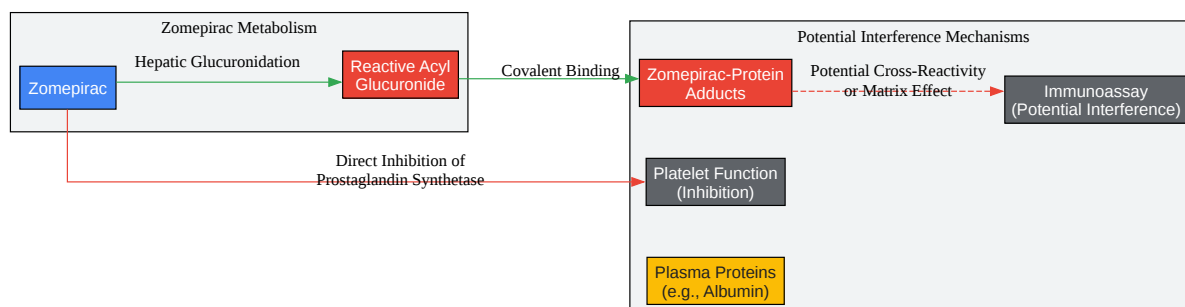 Zomepirac Metabolism
Hepatic Glucuronidation
Zomepirac
Reactive Acyl
Glucuronide
Covalent Binding
Potential Interference Mechanisms
Zomepirac-Protein
Adducts
Potential Cross-Reactivity
or Matrix Effect
Immunoassay
(Potential Interference)
Direct Inhibition of
Prostaglandin Synthetase
Platelet Function
(Inhibition)
Plasma Proteins
(e.g., Albumin)